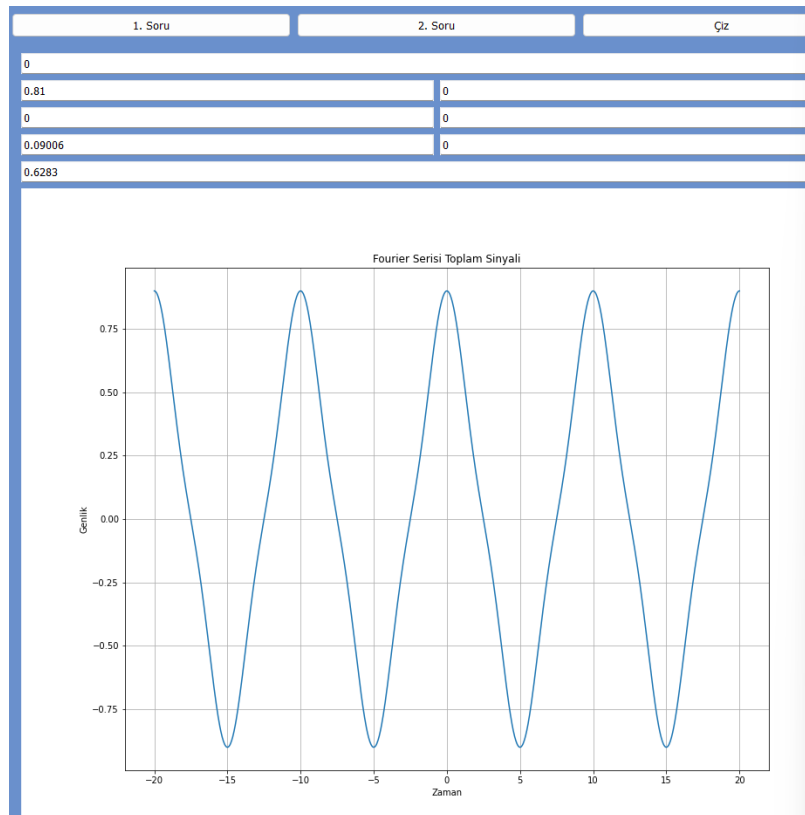 1. Soru 2. Soru Çiz
0
0.81 0
0 0
0.09006 0
0.6283
Fourier Serisi Toplam Sinyali
0.75
0.50
0.25
0.00
−0.25
−0.50
−0.75
Genlik
−20 −15 −10 −5 0 5 10 15 20
Zaman